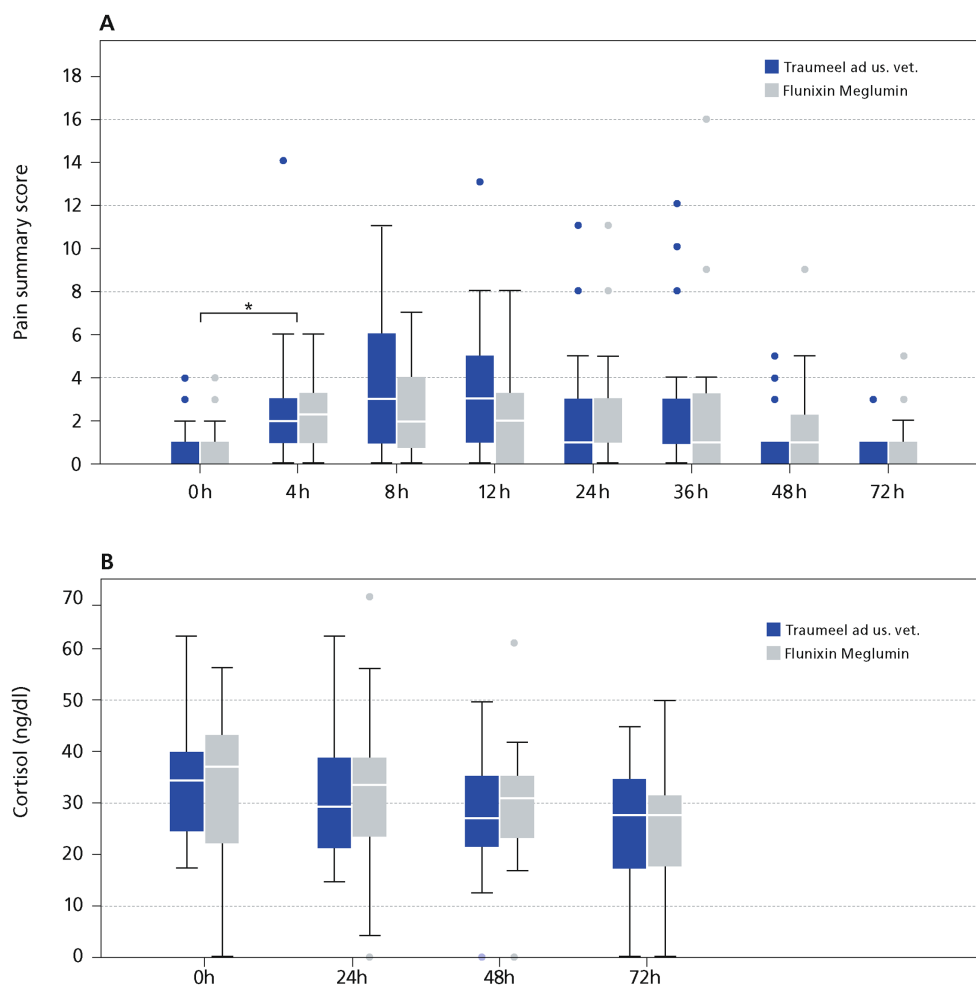 A
Pain summary score
18
16
14
12
10
8
6
4
2
0
Traumeel ad us. vet.
Flunixin Meglumin
*
0h 4h 8h 12h 24h 36h 48h 72h
B
Cortisol (ng/dl)
70
60
50
40
30
20
10
0
Traumeel ad us. vet.
Flunixin Meglumin
0h 24h 48h 72h